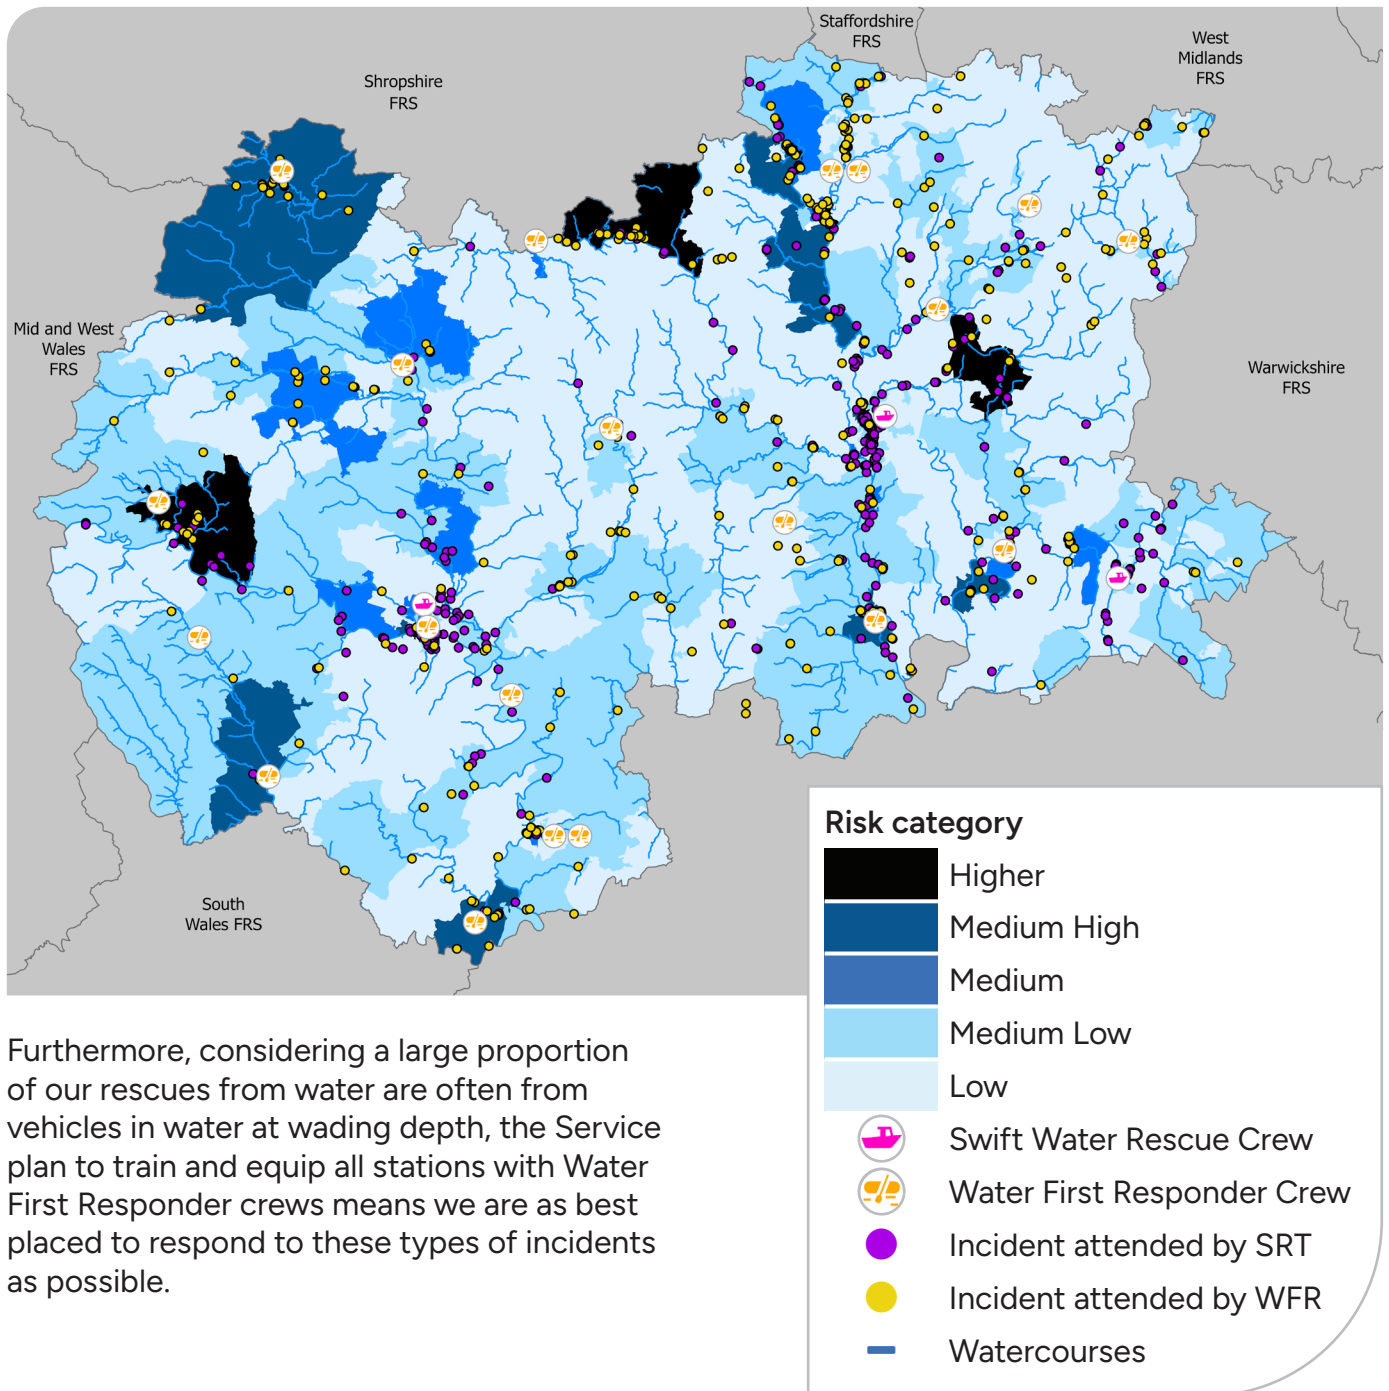 Staffordshire
FRS
West
Midlands
FRS
Shropshire
FRS
Mid and West
Wales
FRS
Warwickshire
FRS
South
Wales FRS
Risk category
Higher
Medium High
Medium
Medium Low
Low
Swift Water Rescue Crew
Water First Responder Crew
Incident attended by SRT
Incident attended by WFR
Watercourses
Furthermore, considering a large proportion
of our rescues from water are often from
vehicles in water at wading depth, the Service
plan to train and equip all stations with Water
First Responder crews means we are as best
placed to respond to these types of incidents
as possible.